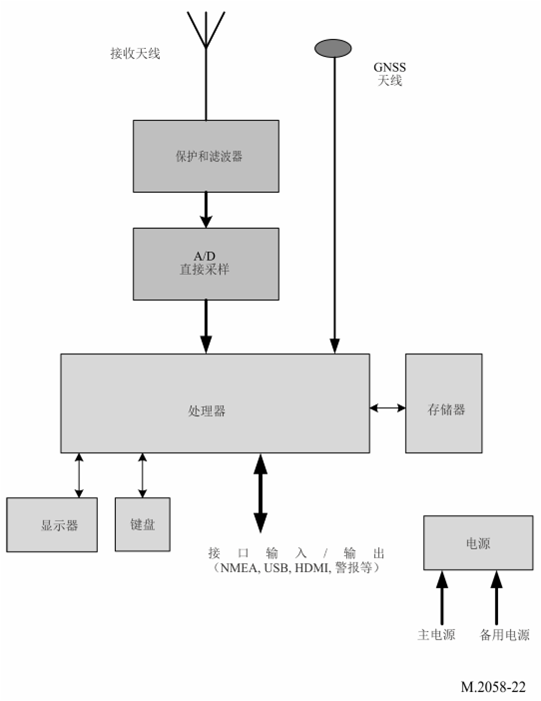 接收天线
GNSS
天线
保护和滤波器
A/D
直接采样
处理器
存储器
显示器
键盘
接口输入/输出
（NMEA, USB, HDMI, 警报等）
电源
主电源
备用电源
M.2058-22